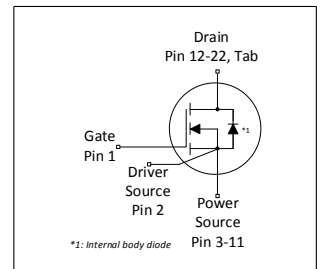 Drain
Pin 12-22, Tab
*1
Gate
Pin 1
Driver
Source
Pin 2
Power
Source
Pin 3-11
*1: Internal body diode